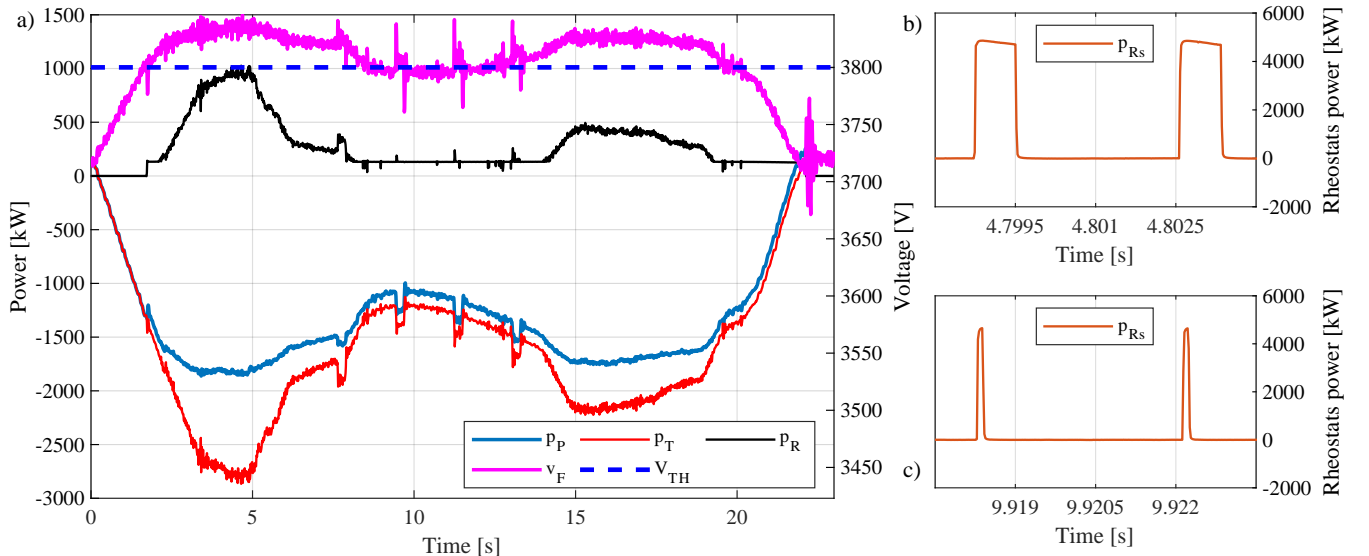 a)
1500
1000
500
0
-500
-1000
-1500
-2000
-2500
-3000
Power [kW]
3800
3750
3700
3650
3600
3550
3500
3450
Voltage [V]
p_P p_T p_R
v_F V_TH
0 5 10 15 20
Time [s]
b)
p_Rs
6000
4000
2000
0
-2000
Rheostats power [kW]
4.7995 4.801 4.8025
Time [s]
c)
p_Rs
6000
4000
2000
0
-2000
Rheostats power [kW]
9.919 9.9205 9.922
Time [s]